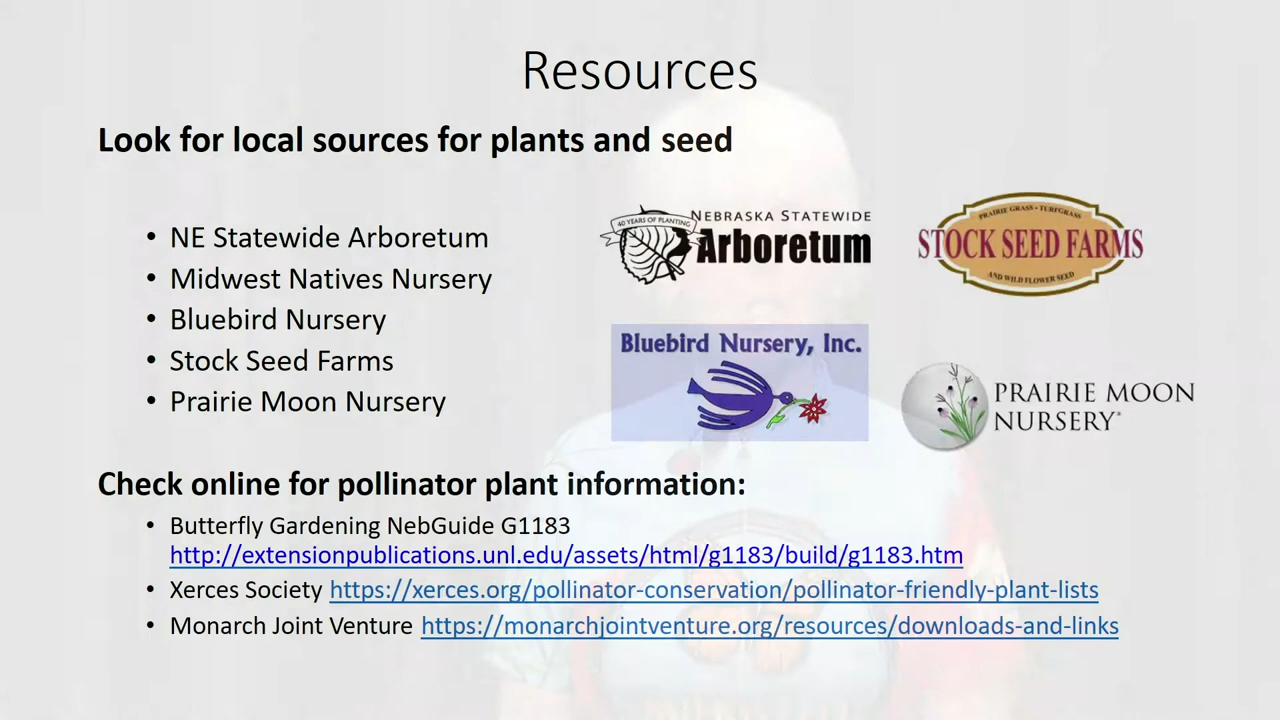 Resources
Look for local sources for plants and seed
• NE Statewide Arboretum
• Midwest Natives Nursery
• Bluebird Nursery
• Stock Seed Farms
• Prairie Moon Nursery
40 YEARS OF PLANTING
NEBRASKA STATEWIDE
Arboretum
PRAIRIE GRASS • TURFGRASS
STOCK SEED FARMS
AND WILD FLOWER SEED
Bluebird Nursery, Inc.
PRAIRIE MOON
NURSERY®
Check online for pollinator plant information:
• Butterfly Gardening NebGuide G1183
http://extensionpublications.unl.edu/assets/html/g1183/build/g1183.htm
• Xerces Society https://xerces.org/pollinator-conservation/pollinator-friendly-plant-lists
• Monarch Joint Venture https://monarchjointventure.org/resources/downloads-and-links